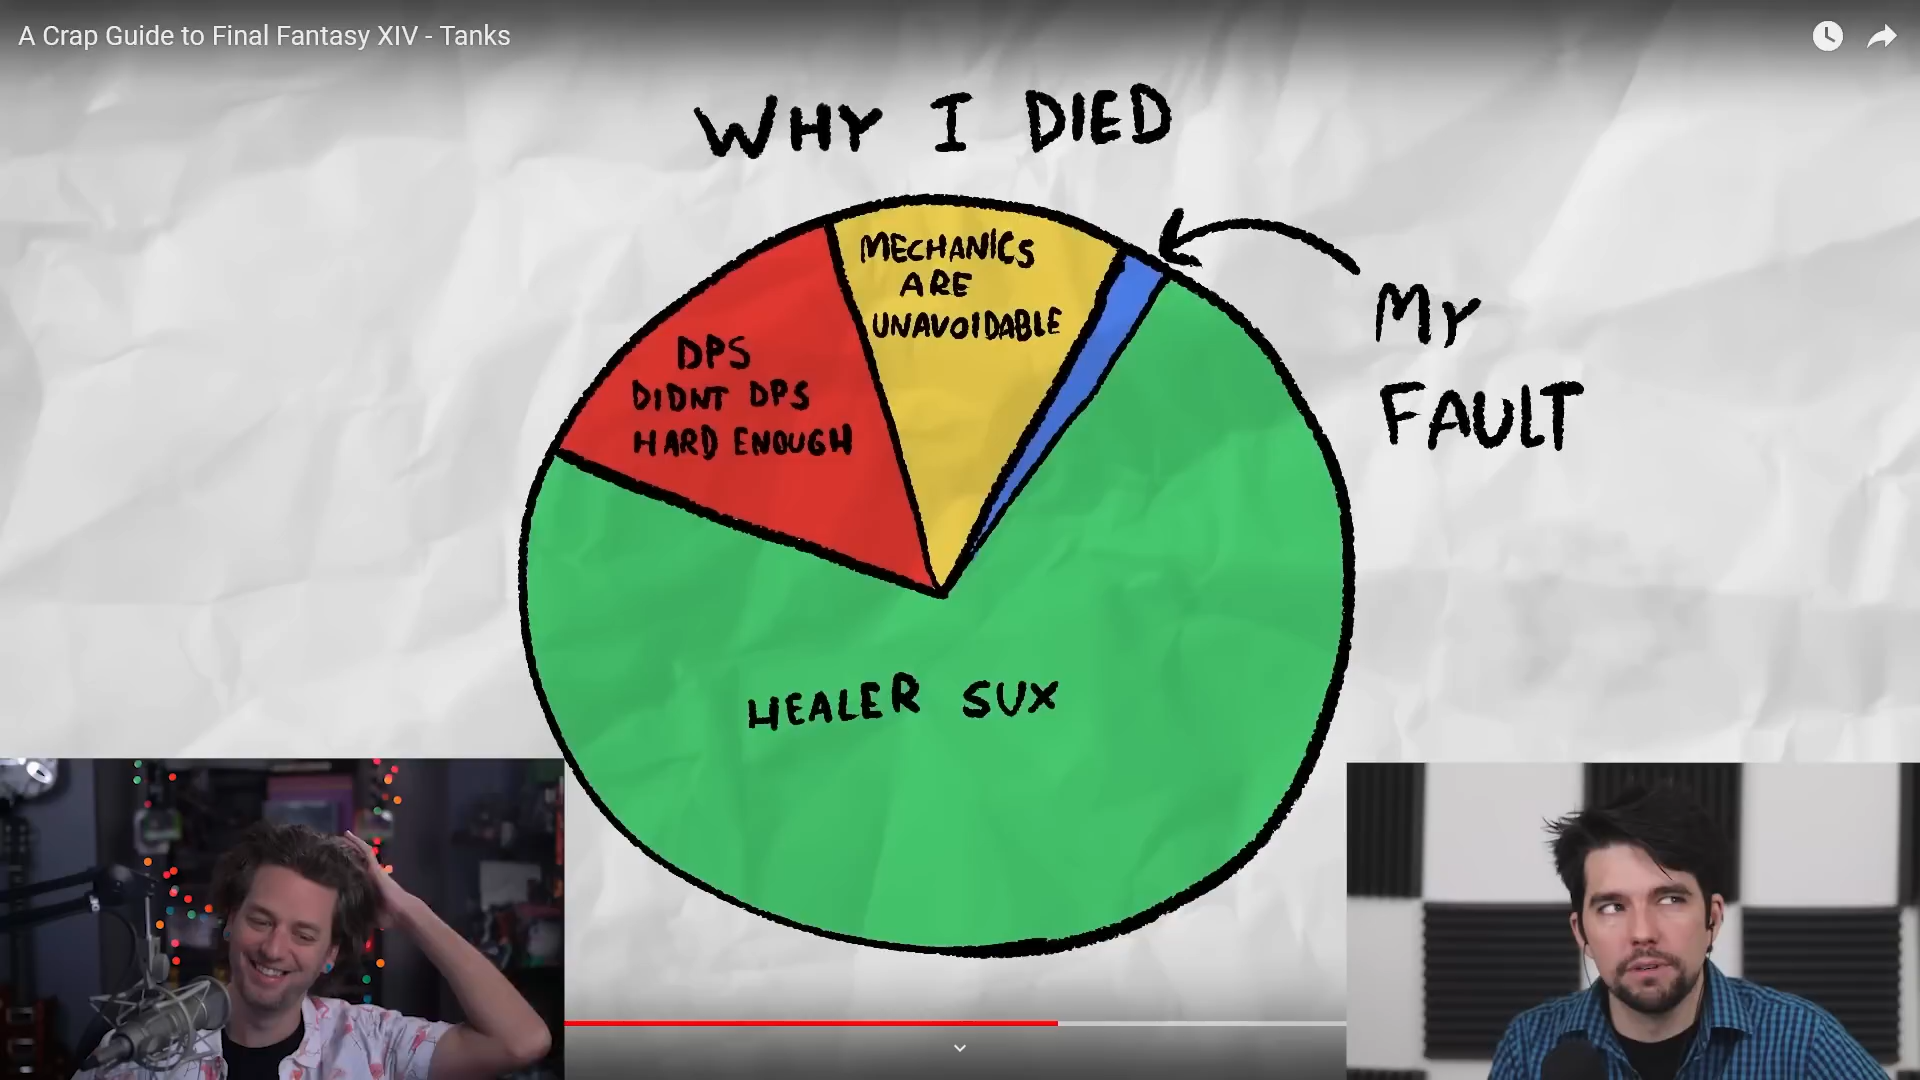 A Crap Guide to Final Fantasy XIV - Tanks
WHY I DIED
MECHANICS
ARE
UNAVOIDABLE
DPS
DIDNT DPS
HARD ENOUGH
MY
FAULT
HEALER SUX